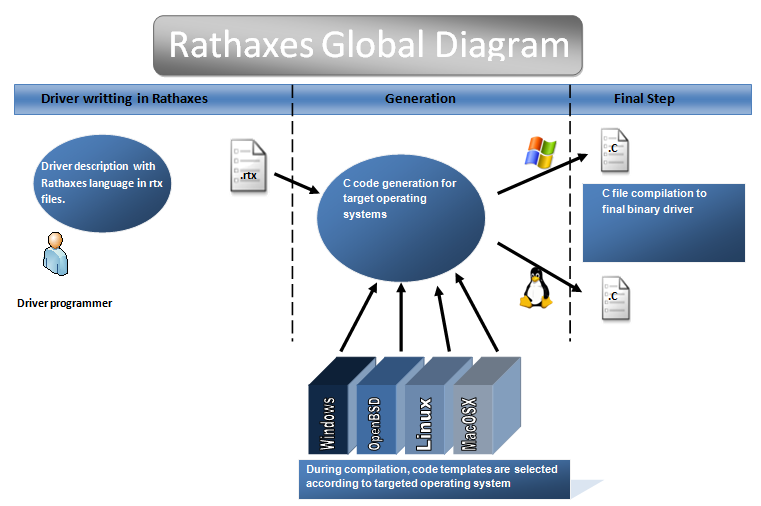 Rathaxes Global Diagram
Driver writting in Rathaxes
Generation
Final Step
Driver description with
Rathaxes language in rtx
files.
.rtx
C code generation for
target operating
systems
.C
C file compilation to
final binary driver
.C
Driver programmer
Windows
OpenBSD
Linux
MacOSX
During compilation, code templates are selected
according to targeted operating system